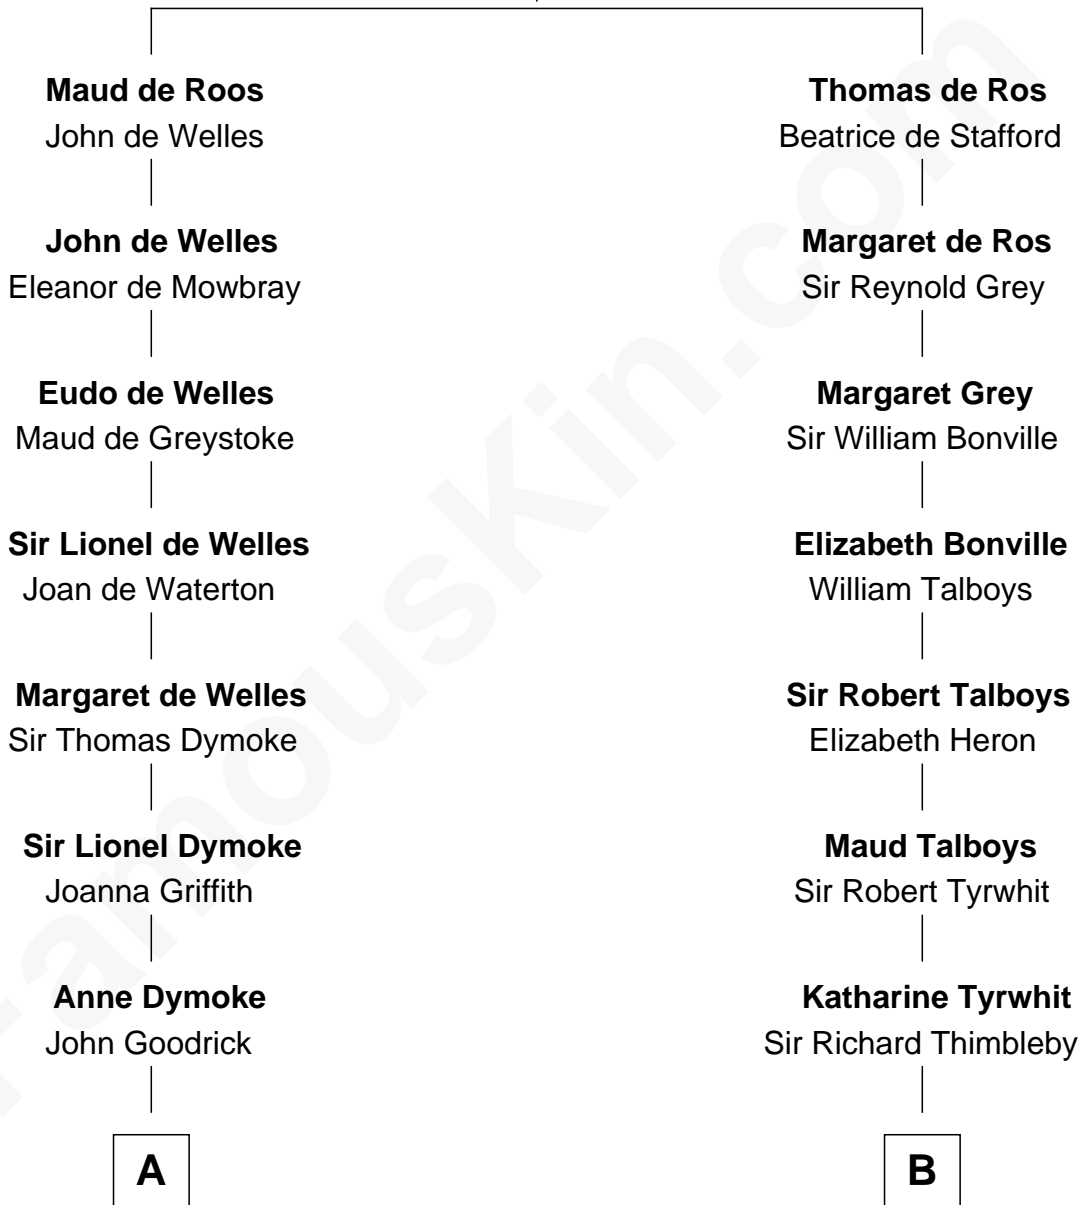 Maud de Roos
John de Welles
Thomas de Ros
Beatrice de Stafford
John de Welles
Eleanor de Mowbray
Margaret de Ros
Sir Reynold Grey
Eudo de Welles
Maud de Greystoke
Margaret Grey
Sir William Bonville
Sir Lionel de Welles
Joan de Waterton
Elizabeth Bonville
William Talboys
Margaret de Welles
Sir Thomas Dymoke
Sir Robert Talboys
Elizabeth Heron
Sir Lionel Dymoke
Joanna Griffith
Maud Talboys
Sir Robert Tyrwhit
Anne Dymoke
John Goodrick
Katharine Tyrwhit
Sir Richard Thimbleby
A
B
FamousKin.com